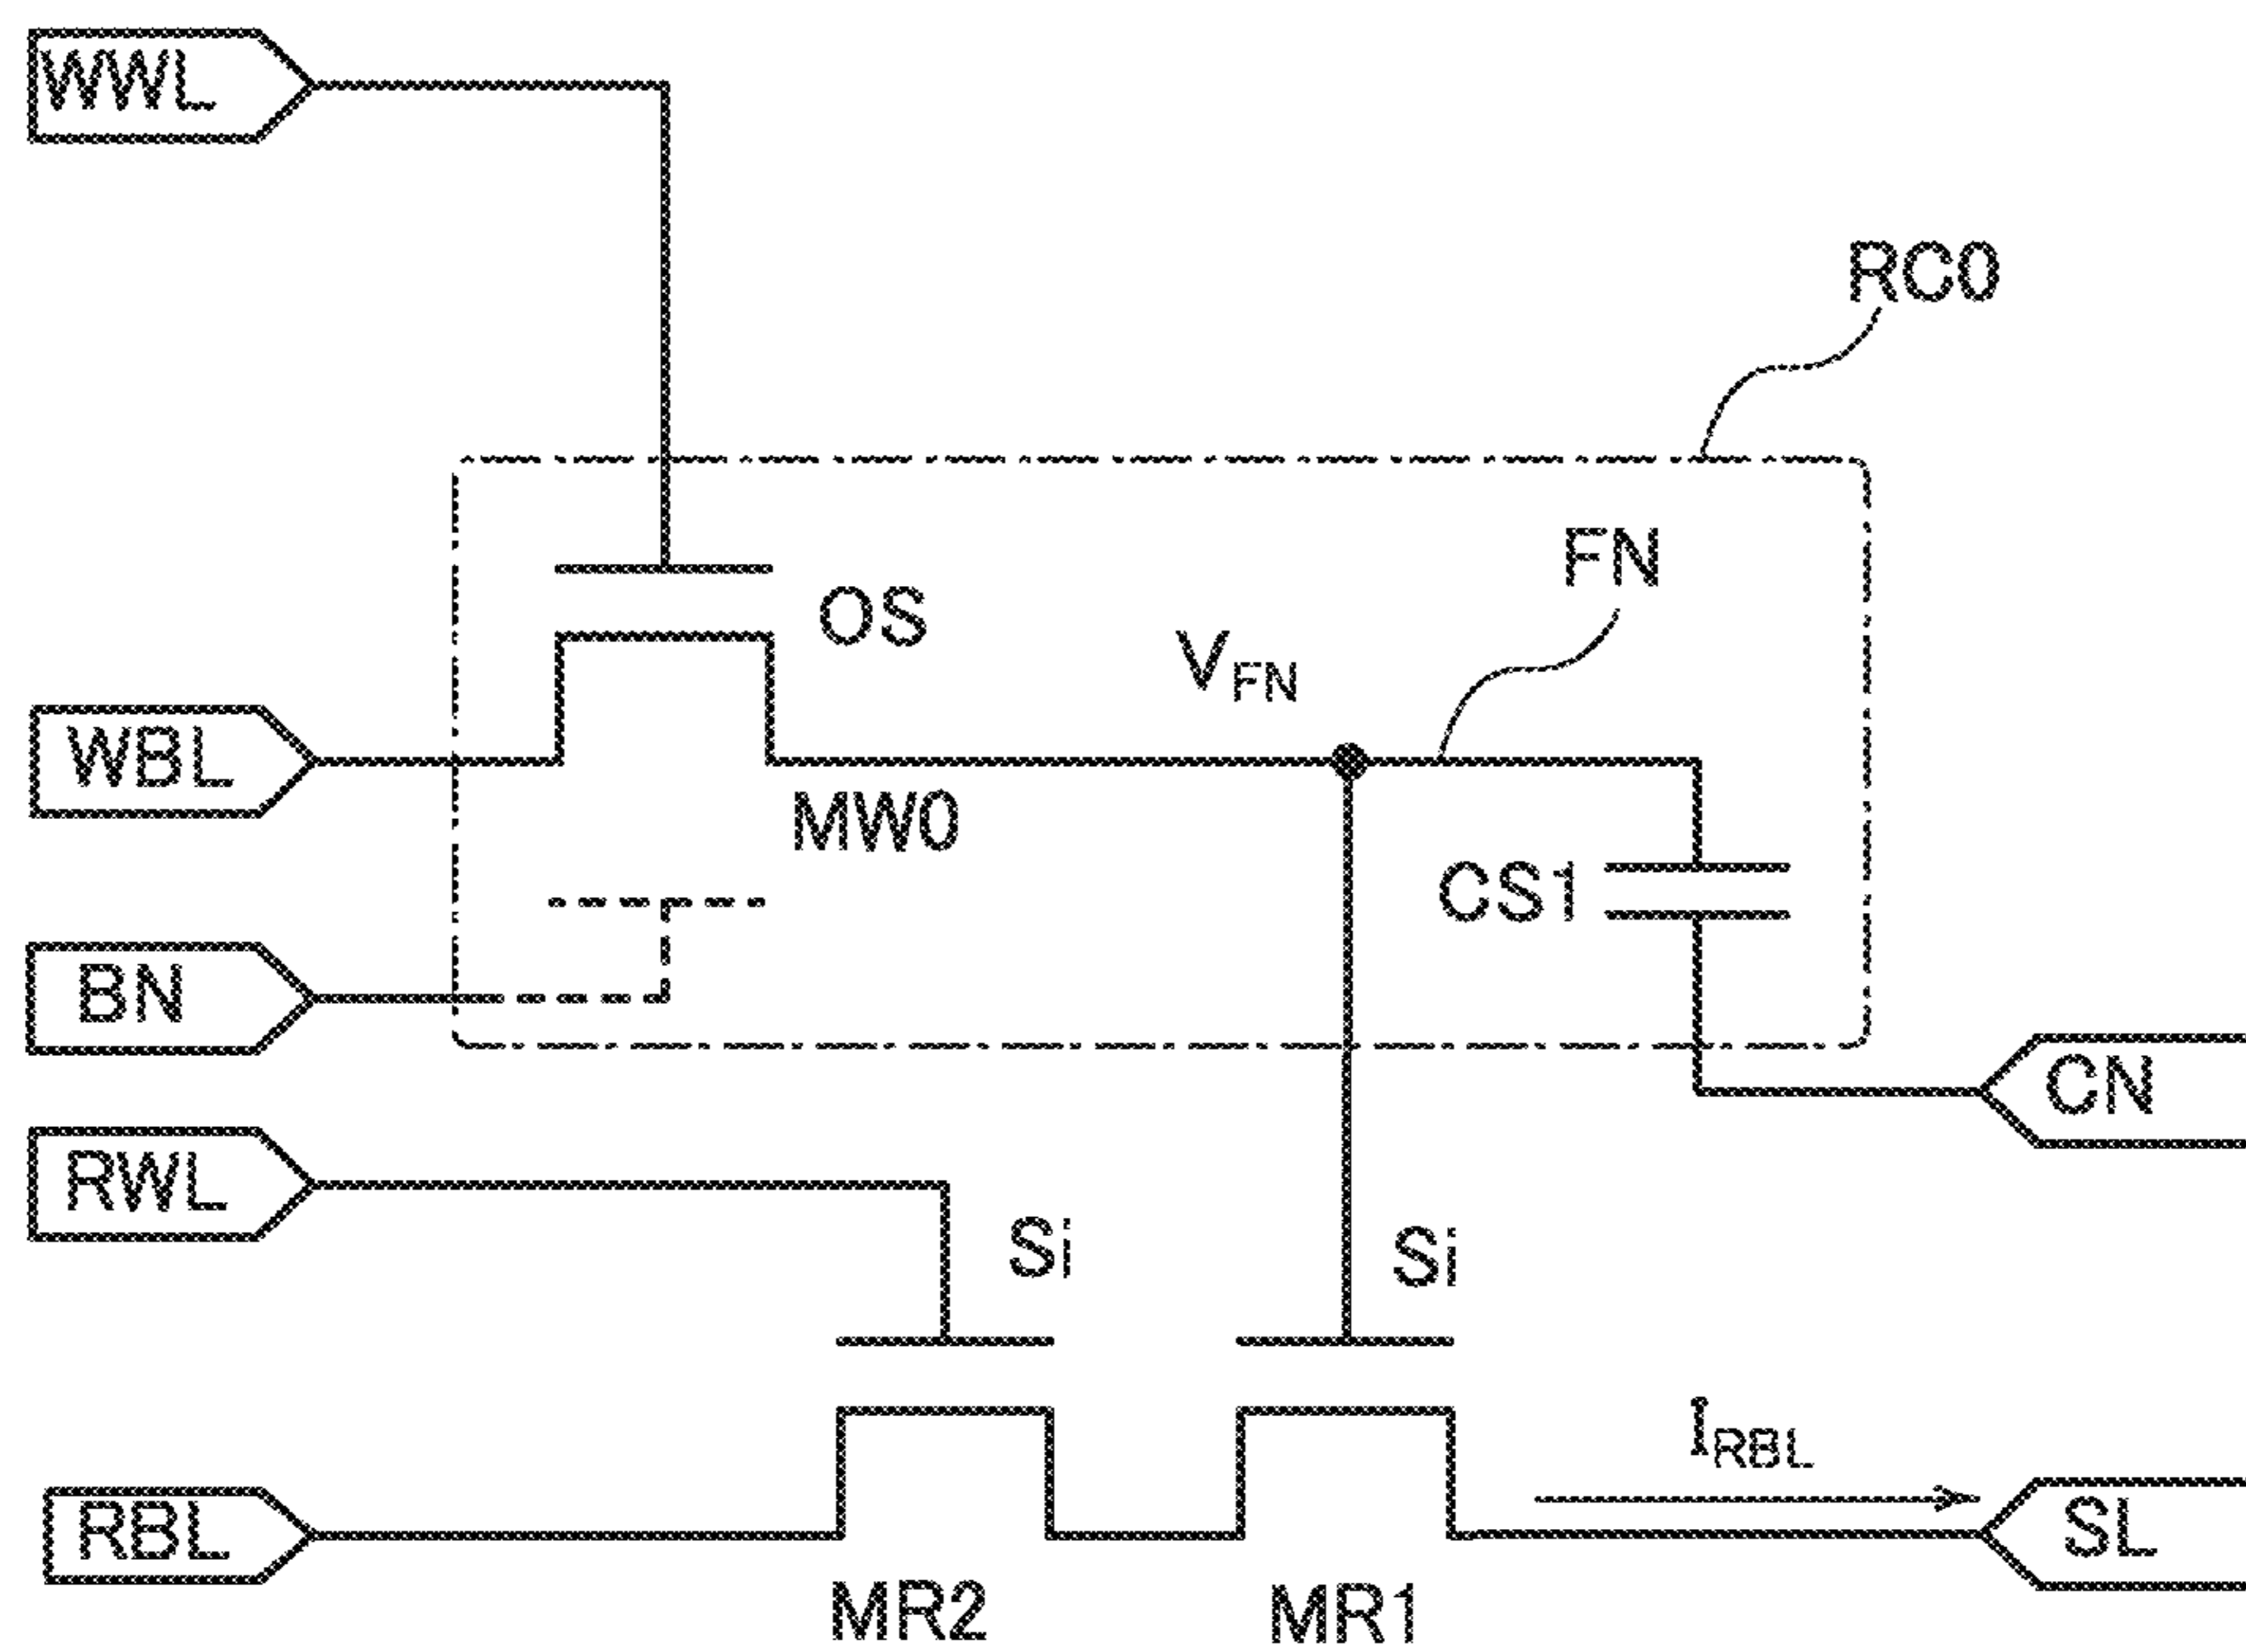 WWL
RC0
FN
OS
VFN
WBL
MW0
CS1
BN
CN
RWL
Si
Si
IRBL
RBL
SL
MR2
MR1